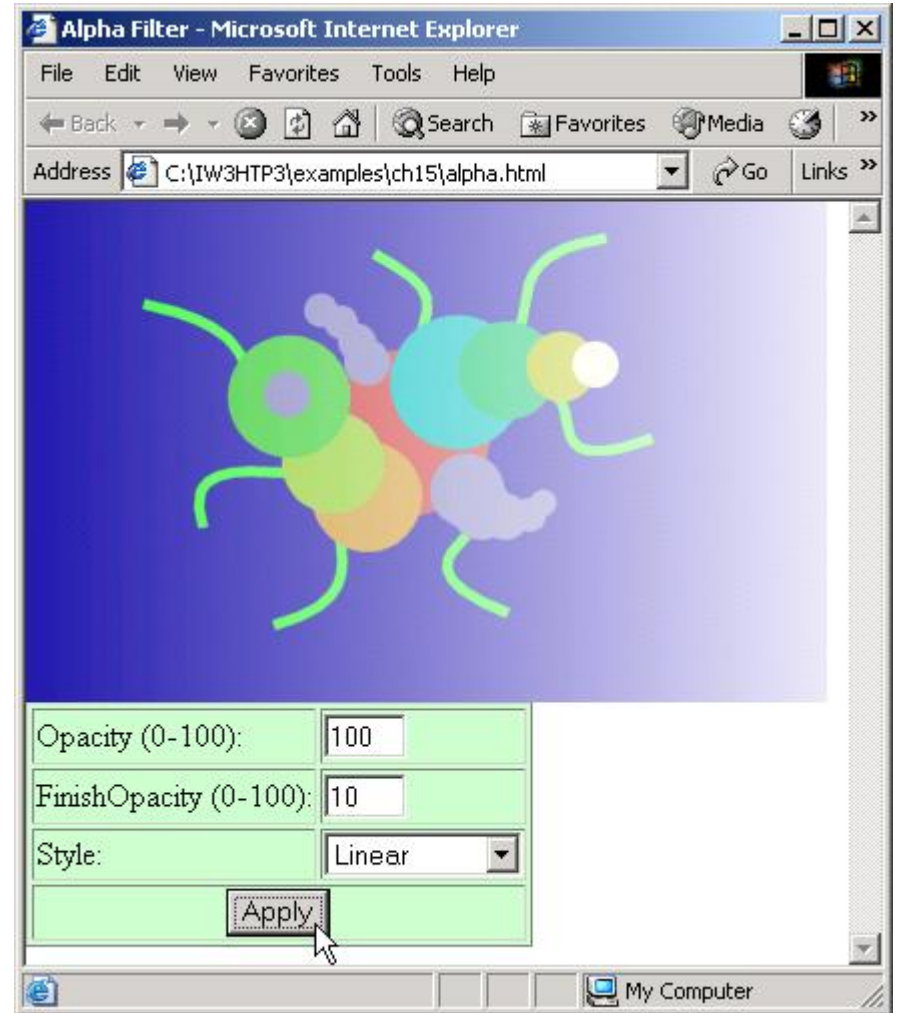 Alpha Filter - Microsoft Internet Explorer
File Edit View Favorites Tools Help
Back Search Favorites Media »
Address C:\IW3HTP3\examples\ch15\alpha.html Go Links »
Opacity (0-100): 100
FinishOpacity (0-100): 10
Style: Linear
Apply
My Computer